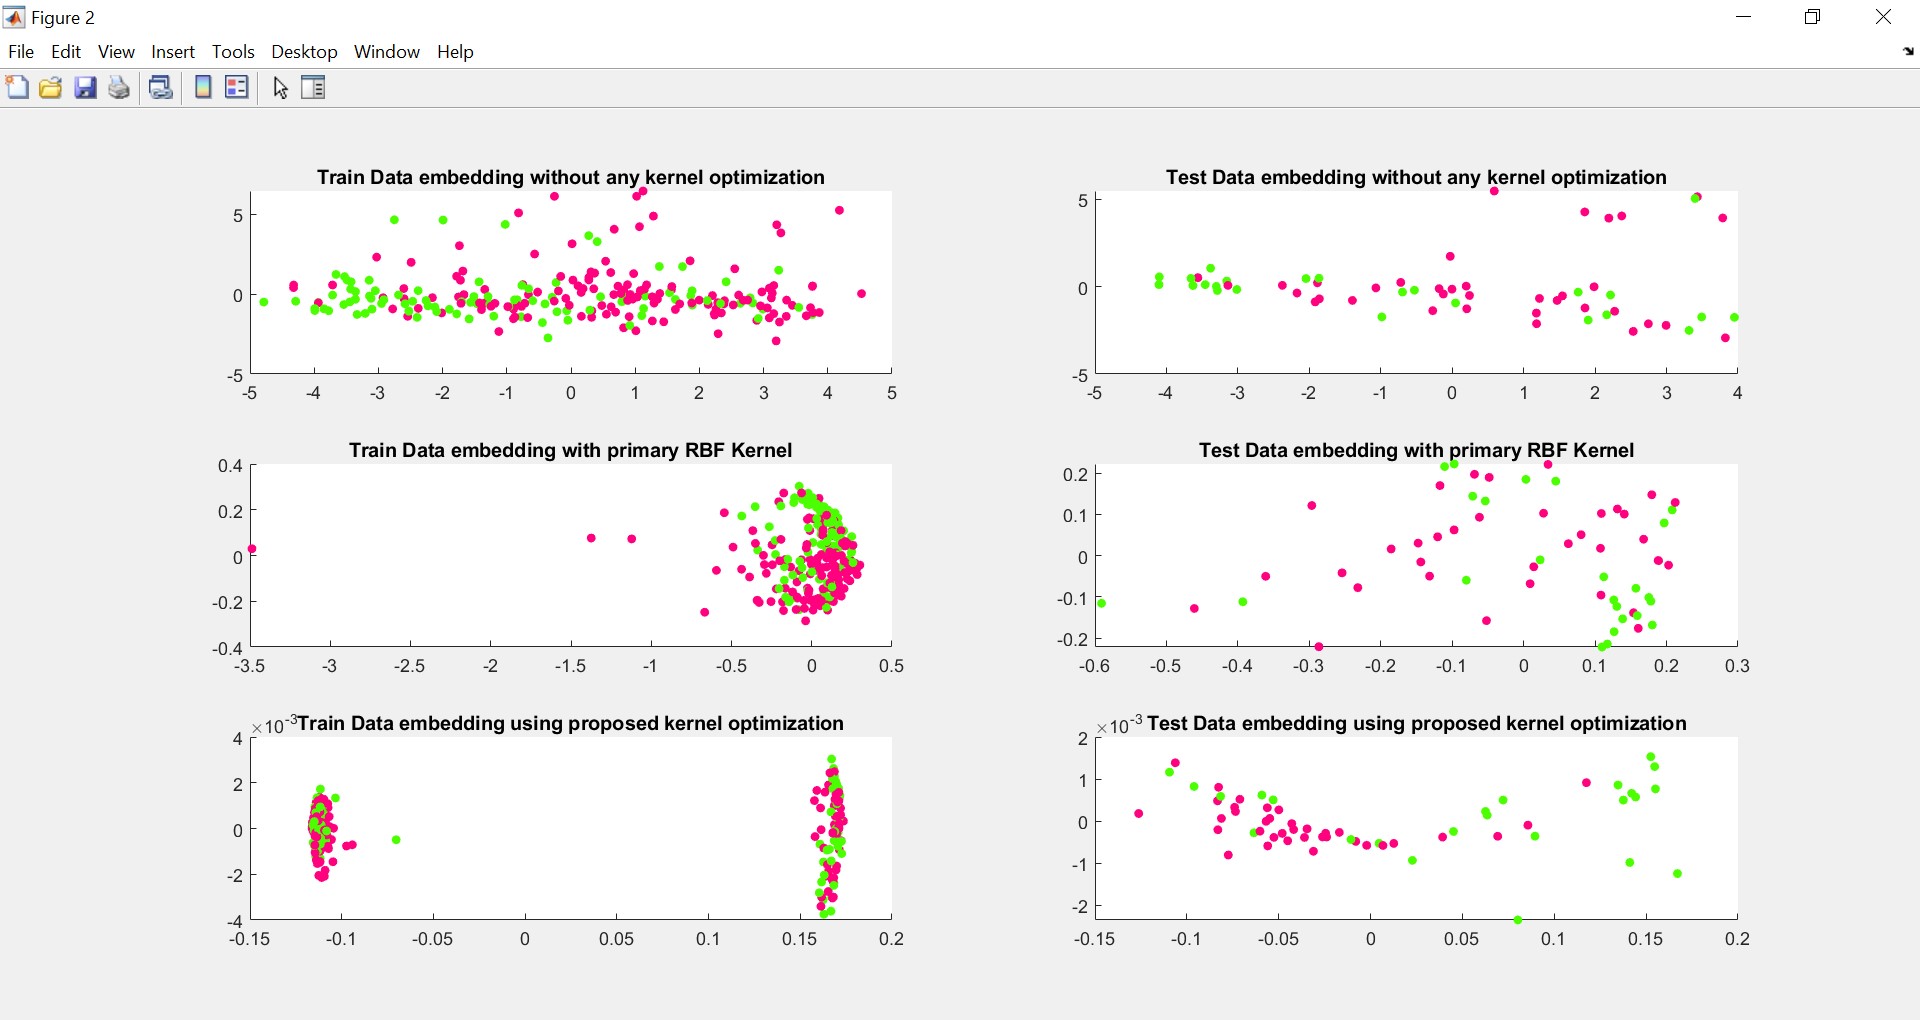 Figure 2
File Edit View Insert Tools Desktop Window Help
Train Data embedding without any kernel optimization
5
0
-5
-5 -4 -3 -2 -1 0 1 2 3 4 5
Test Data embedding without any kernel optimization
5
0
-5
-5 -4 -3 -2 -1 0 1 2 3 4
Train Data embedding with primary RBF Kernel
0.4
0.2
0
-0.2
-0.4
-3.5 -3 -2.5 -2 -1.5 -1 -0.5 0 0.5
Test Data embedding with primary RBF Kernel
0.2
0.1
0
-0.1
-0.2
-0.6 -0.5 -0.4 -0.3 -0.2 -0.1 0 0.1 0.2 0.3
×10-3 Train Data embedding using proposed kernel optimization
4
2
0
-2
-4
-0.15 -0.1 -0.05 0 0.05 0.1 0.15 0.2
×10-3 Test Data embedding using proposed kernel optimization
2
1
0
-1
-2
-0.15 -0.1 -0.05 0 0.05 0.1 0.15 0.2